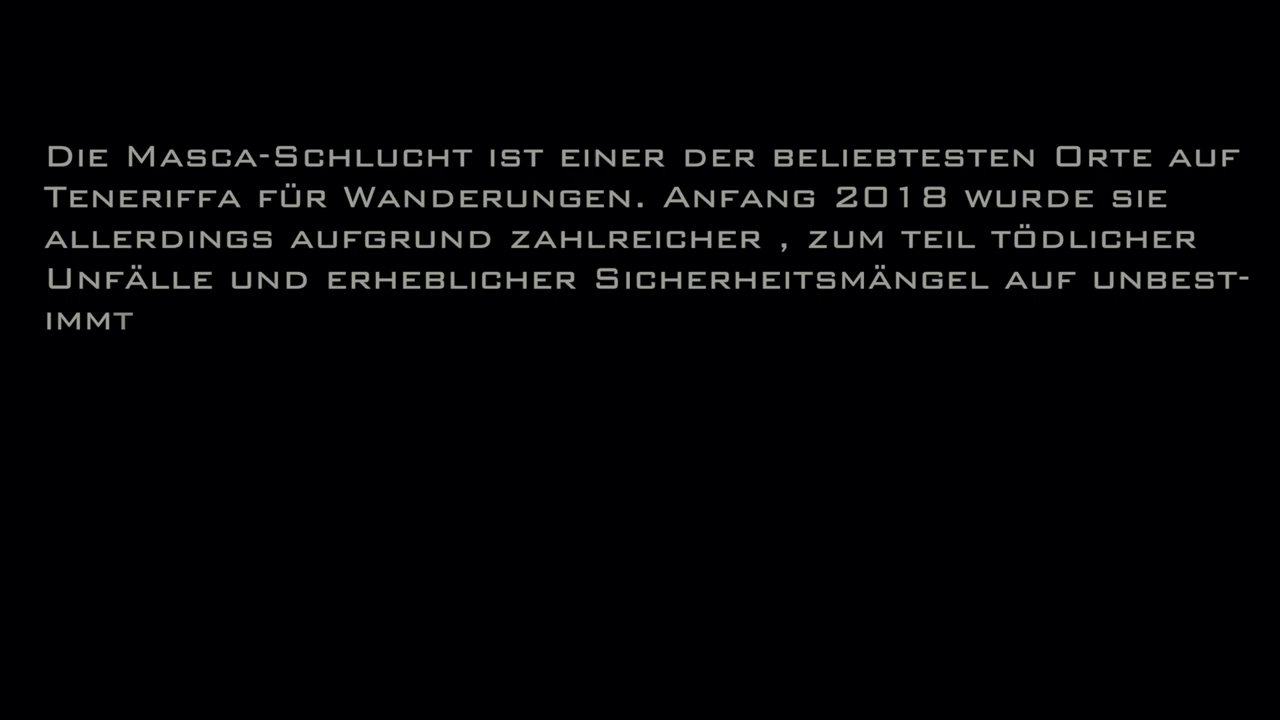 Die Masca-Schlucht ist einer der beliebtesten Orte auf
Teneriffa für Wanderungen. Anfang 2018 wurde sie
allerdings aufgrund zahlreicher , zum teil tödlicher
Unfälle und erheblicher Sicherheitsmängel auf unbest-
immt